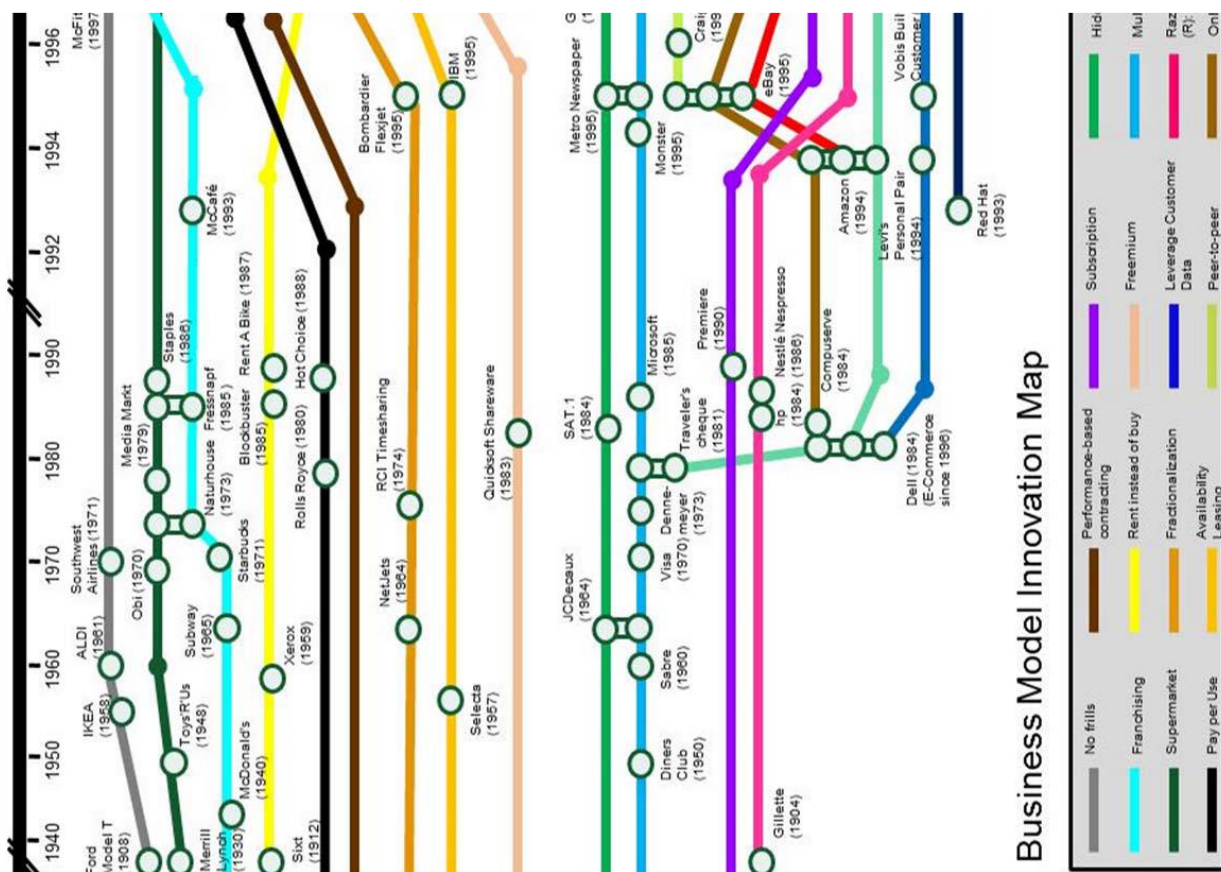 1940
1950
1960
1970
1980
1990
1992
1994
1996
Ford
Model T
1908)
IKEA
(1958)
ALDI
(1961)
Southwest
Airlines (1971)
McFit
(1997
Merrill
Lynch
(1930)
Toys'R'Us
(1948)
Obi (1970)
Media Markt
(1979)
Staples
(1986)
McDonald's
(1940)
Subway
(1965)
Starbucks
(1971)
Naturhouse
(1973)
Fressnapf
(1985)
McCafé
(1993)
Sixt
(1912
Xerox
(1959)
Blockbuster
(1985)
Rent A Bike (1987)
Rolls Royce (1980)
Hot Choice (1988)
NetJets
(1964)
RCI Timesharing
(1974)
Bombardier
Flexjet
(1995)
Selecta
(1957)
IBM
(1995)
Quicksoft Shareware
(1983)
JCDecaux
(1964)
SAT.1
(1984)
Metro Newspaper
(1995)
Diners
Club
(1950)
Sabre
(1960)
Visa
(1970)
Denne-
meyer
(1973)
Traveler's
cheque
(1981)
Microsoft
(1985)
Monster
(1995)
Premiere
(1990)
Gillette
(1904)
hp
(1984)
Nestlé Nespresso
(1986)
Compuserve
(1984)
eBay
(1995)
Amazon
(1994)
Levi's
Personal Pair
(1994)
Dell (1984)
(E-Commerce
since 1996)
Vobis Buil
Customer
Red Hat
(1993)
Business Model Innovation Map
No frills
Performance-based
contracting
Subscription
Franchising
Rent instead of buy
Freemium
Supermarket
Fractionalization
Leverage Customer
Data
(R):
Pay per Use
Availability
Leasing
Peer-to-peer